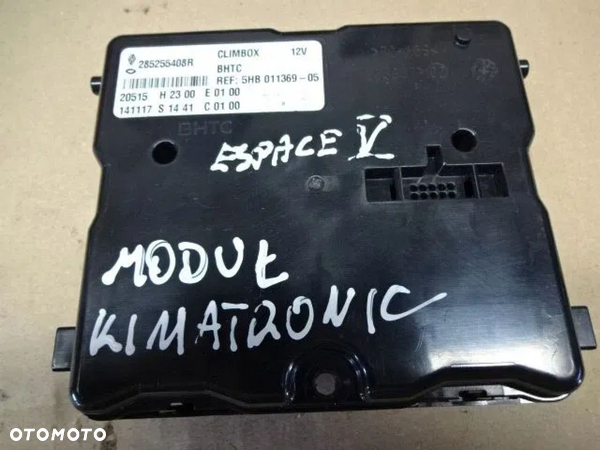 285255408R CLIMBOX 12V
BHTC
REF: 5HB 011369-05
20515 H 23 00 E 01 00
141117 S 14 41 C 01 00
BHTC
ESPACE V
MODUŁ
KIMATRONIC
OTOMOTO